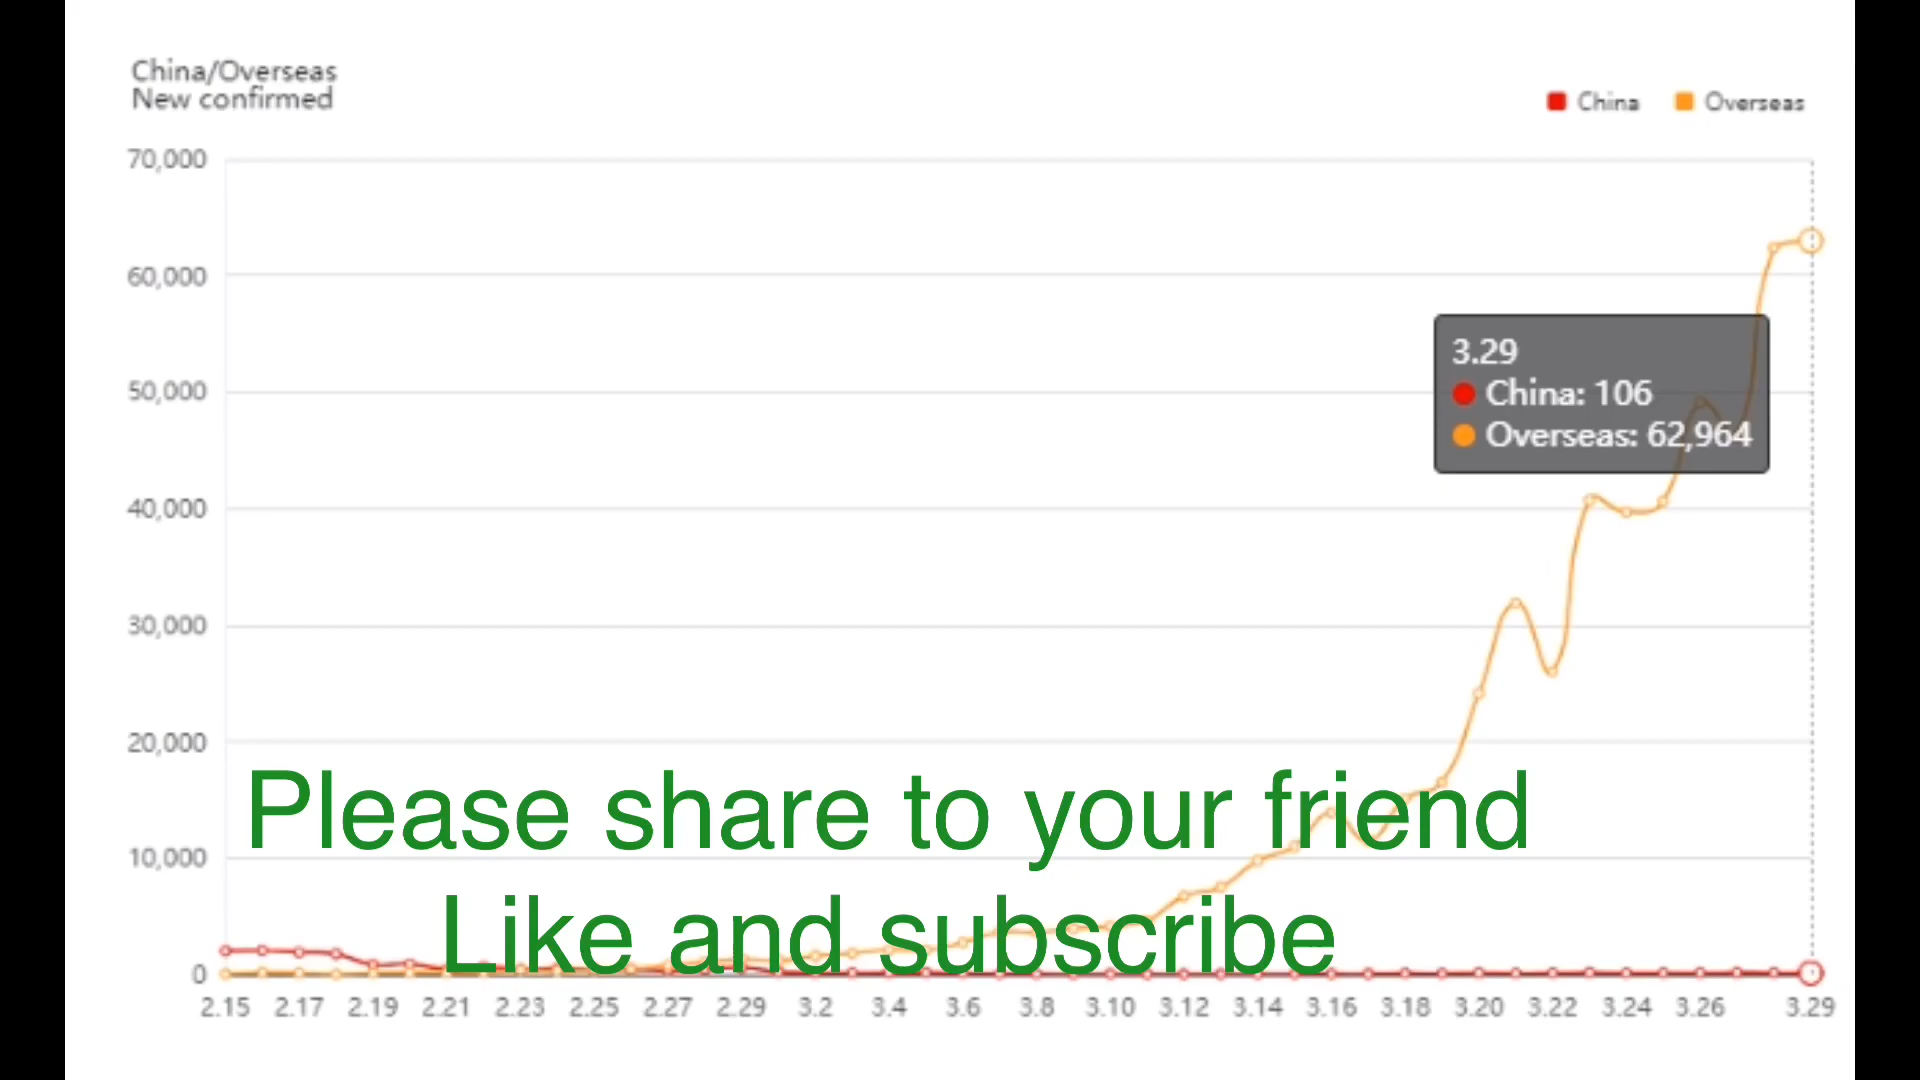 China/Overseas
New confirmed
China Overseas
70,000
60,000
50,000
40,000
30,000
20,000
10,000
0
3.29
China: 106
Overseas: 62,964
Please share to your friend
Like and subscribe
2.15 2.17 2.19 2.21 2.23 2.25 2.27 2.29 3.2 3.4 3.6 3.8 3.10 3.12 3.14 3.16 3.18 3.20 3.22 3.24 3.26 3.29